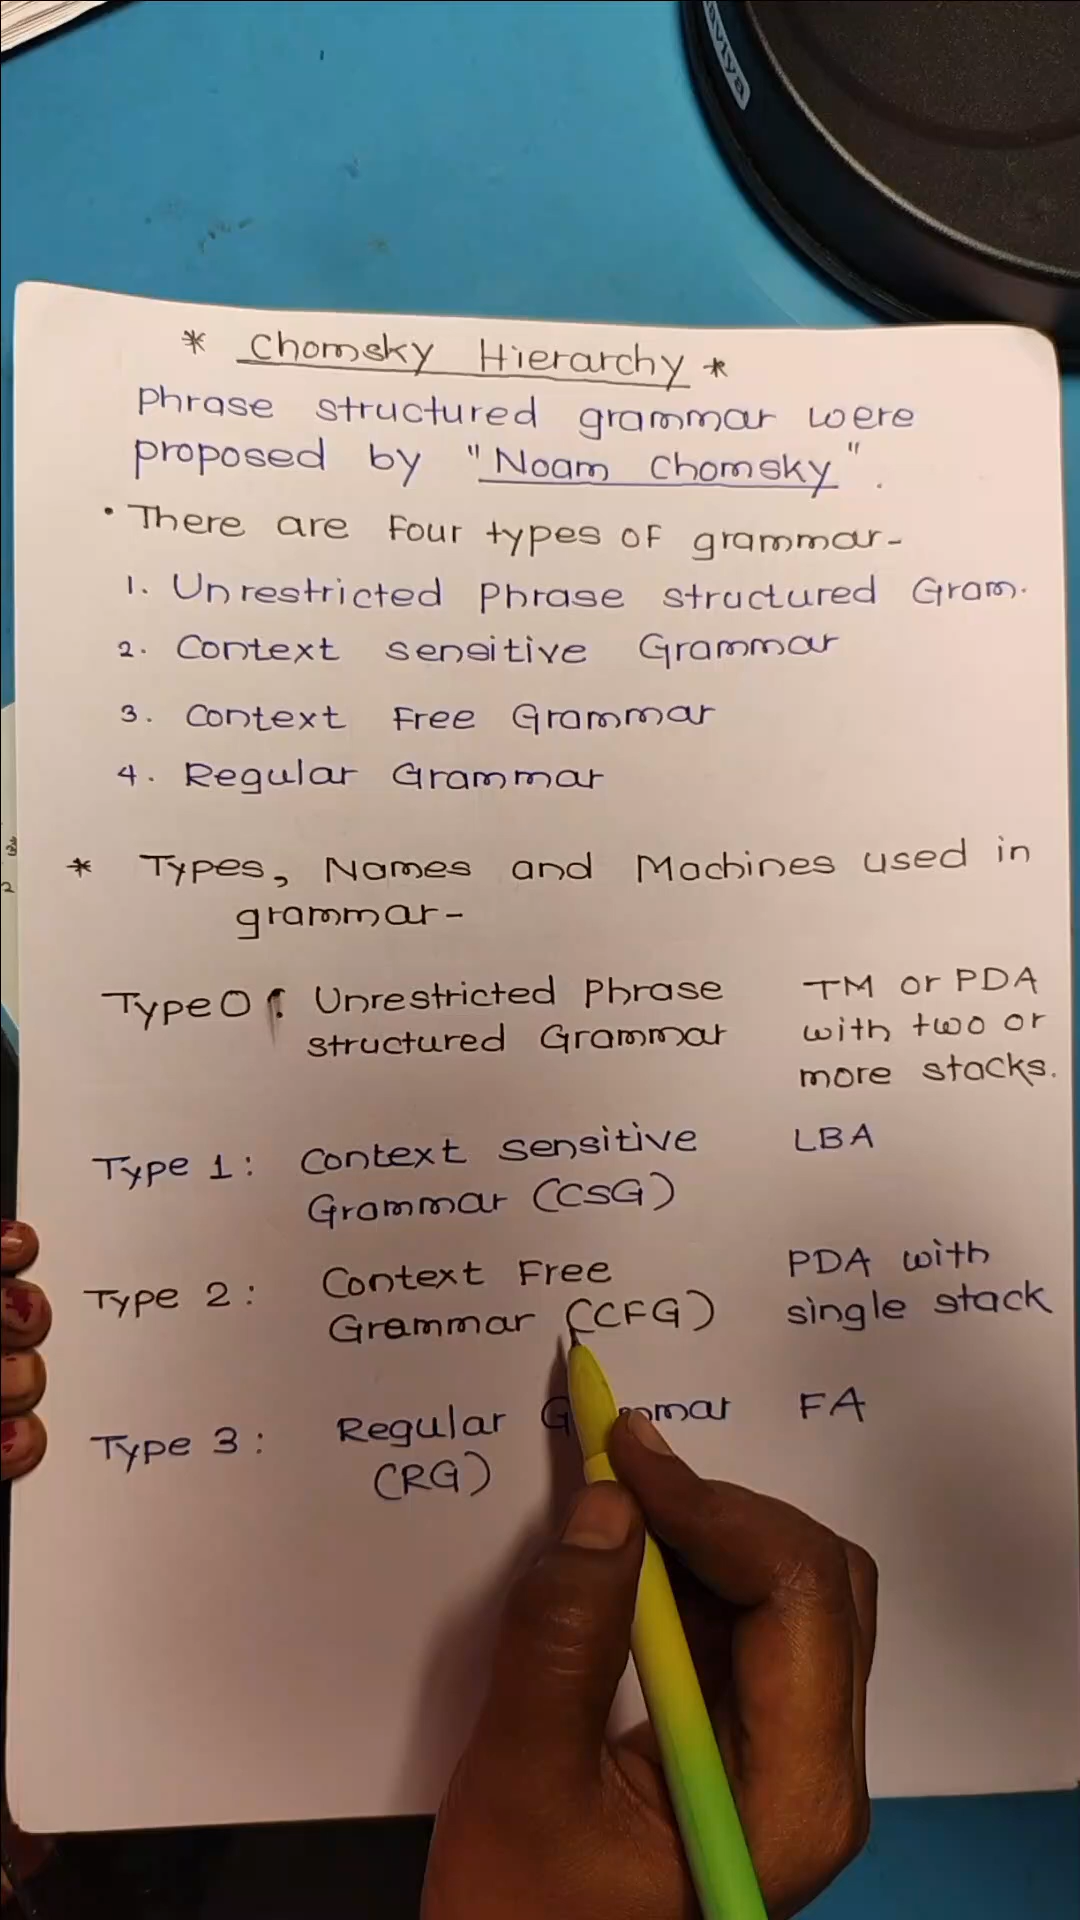 aviya
* Chomsky Hierarchy *
Phrase structured grammar were
proposed by "Noam Chomsky".
• There are Four types of grammar-
1. Unrestricted Phrase structured Gram.
2. Context sensitive Grammar
3. Context Free Grammar
4. Regular Grammar
* Types, Names and Machines used in
grammar-
Type 0: Unrestricted Phrase structured Grammar
TM or PDA with two or more stacks.
Type 1: Context Sensitive Grammar (CSG)
LBA
Type 2: Context Free Grammar (CFG)
PDA with single stack
Type 3: Regular Grammar (RG)
FA